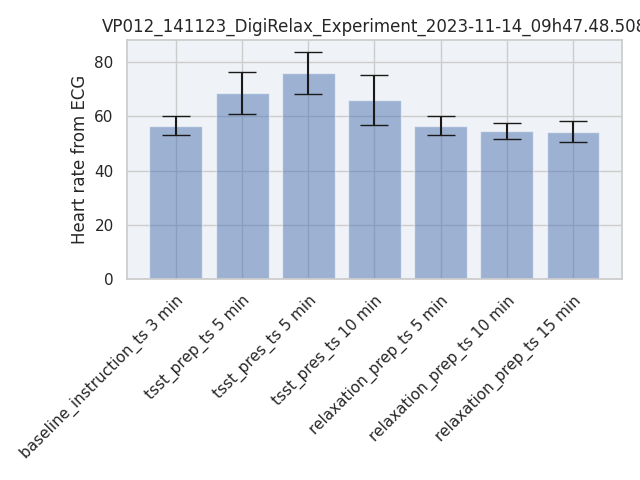 VP012_141123_DigiRelax_Experiment_2023-11-14_09h47.48.508
Heart rate from ECG
80
60
40
20
0
baseline_instruction_ts 3 min
tsst_prep_ts 5 min
tsst_pres_ts 5 min
tsst_pres_ts 10 min
relaxation_prep_ts 5 min
relaxation_prep_ts 10 min
relaxation_prep_ts 15 min